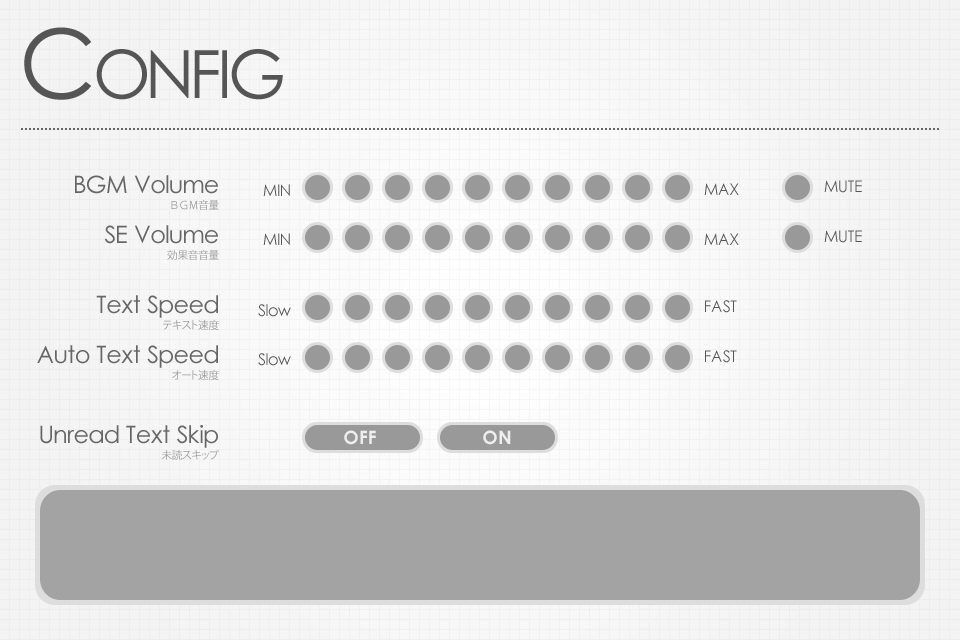 CONFIG
BGM Volume MIN MAX MUTE
BGM音量
SE Volume MIN MAX MUTE
効果音音量
Text Speed Slow FAST
テキスト速度
Auto Text Speed Slow FAST
オート速度
Unread Text Skip OFF ON
未読スキップ